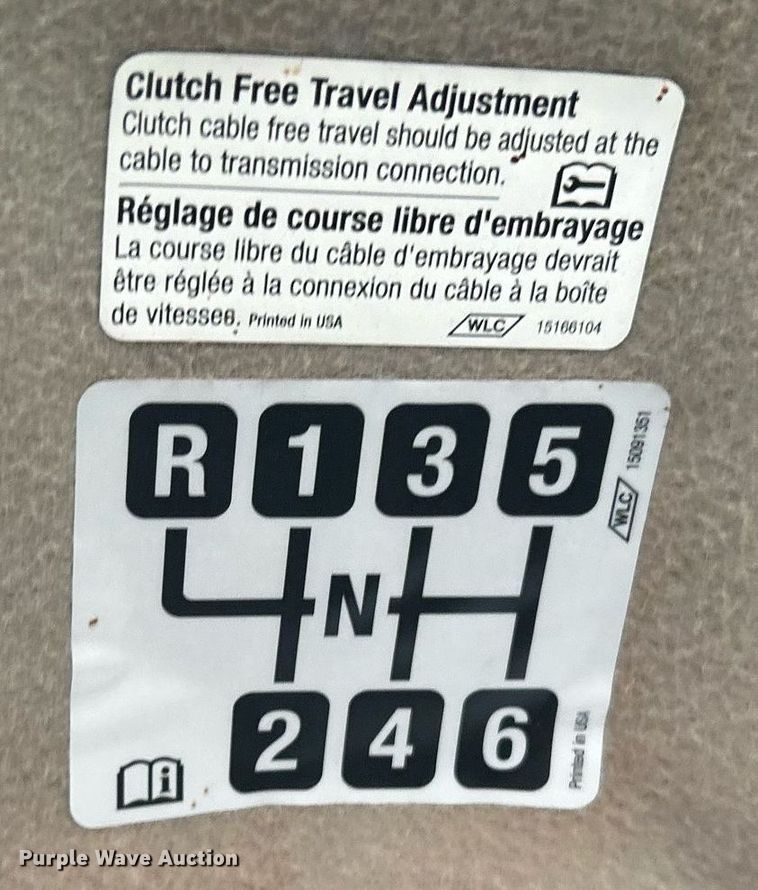 Clutch Free Travel Adjustment
Clutch cable free travel should be adjusted at the
cable to transmission connection.
Réglage de course libre d'embrayage
La course libre du câble d'embrayage devrait
être réglée à la connexion du câble à la boîte
de vitesses. Printed in USA WLC 15166104
R 1 3 5
WLC 15091351
N
2 4 6
Printed in USA
i
Purple Wave Auction